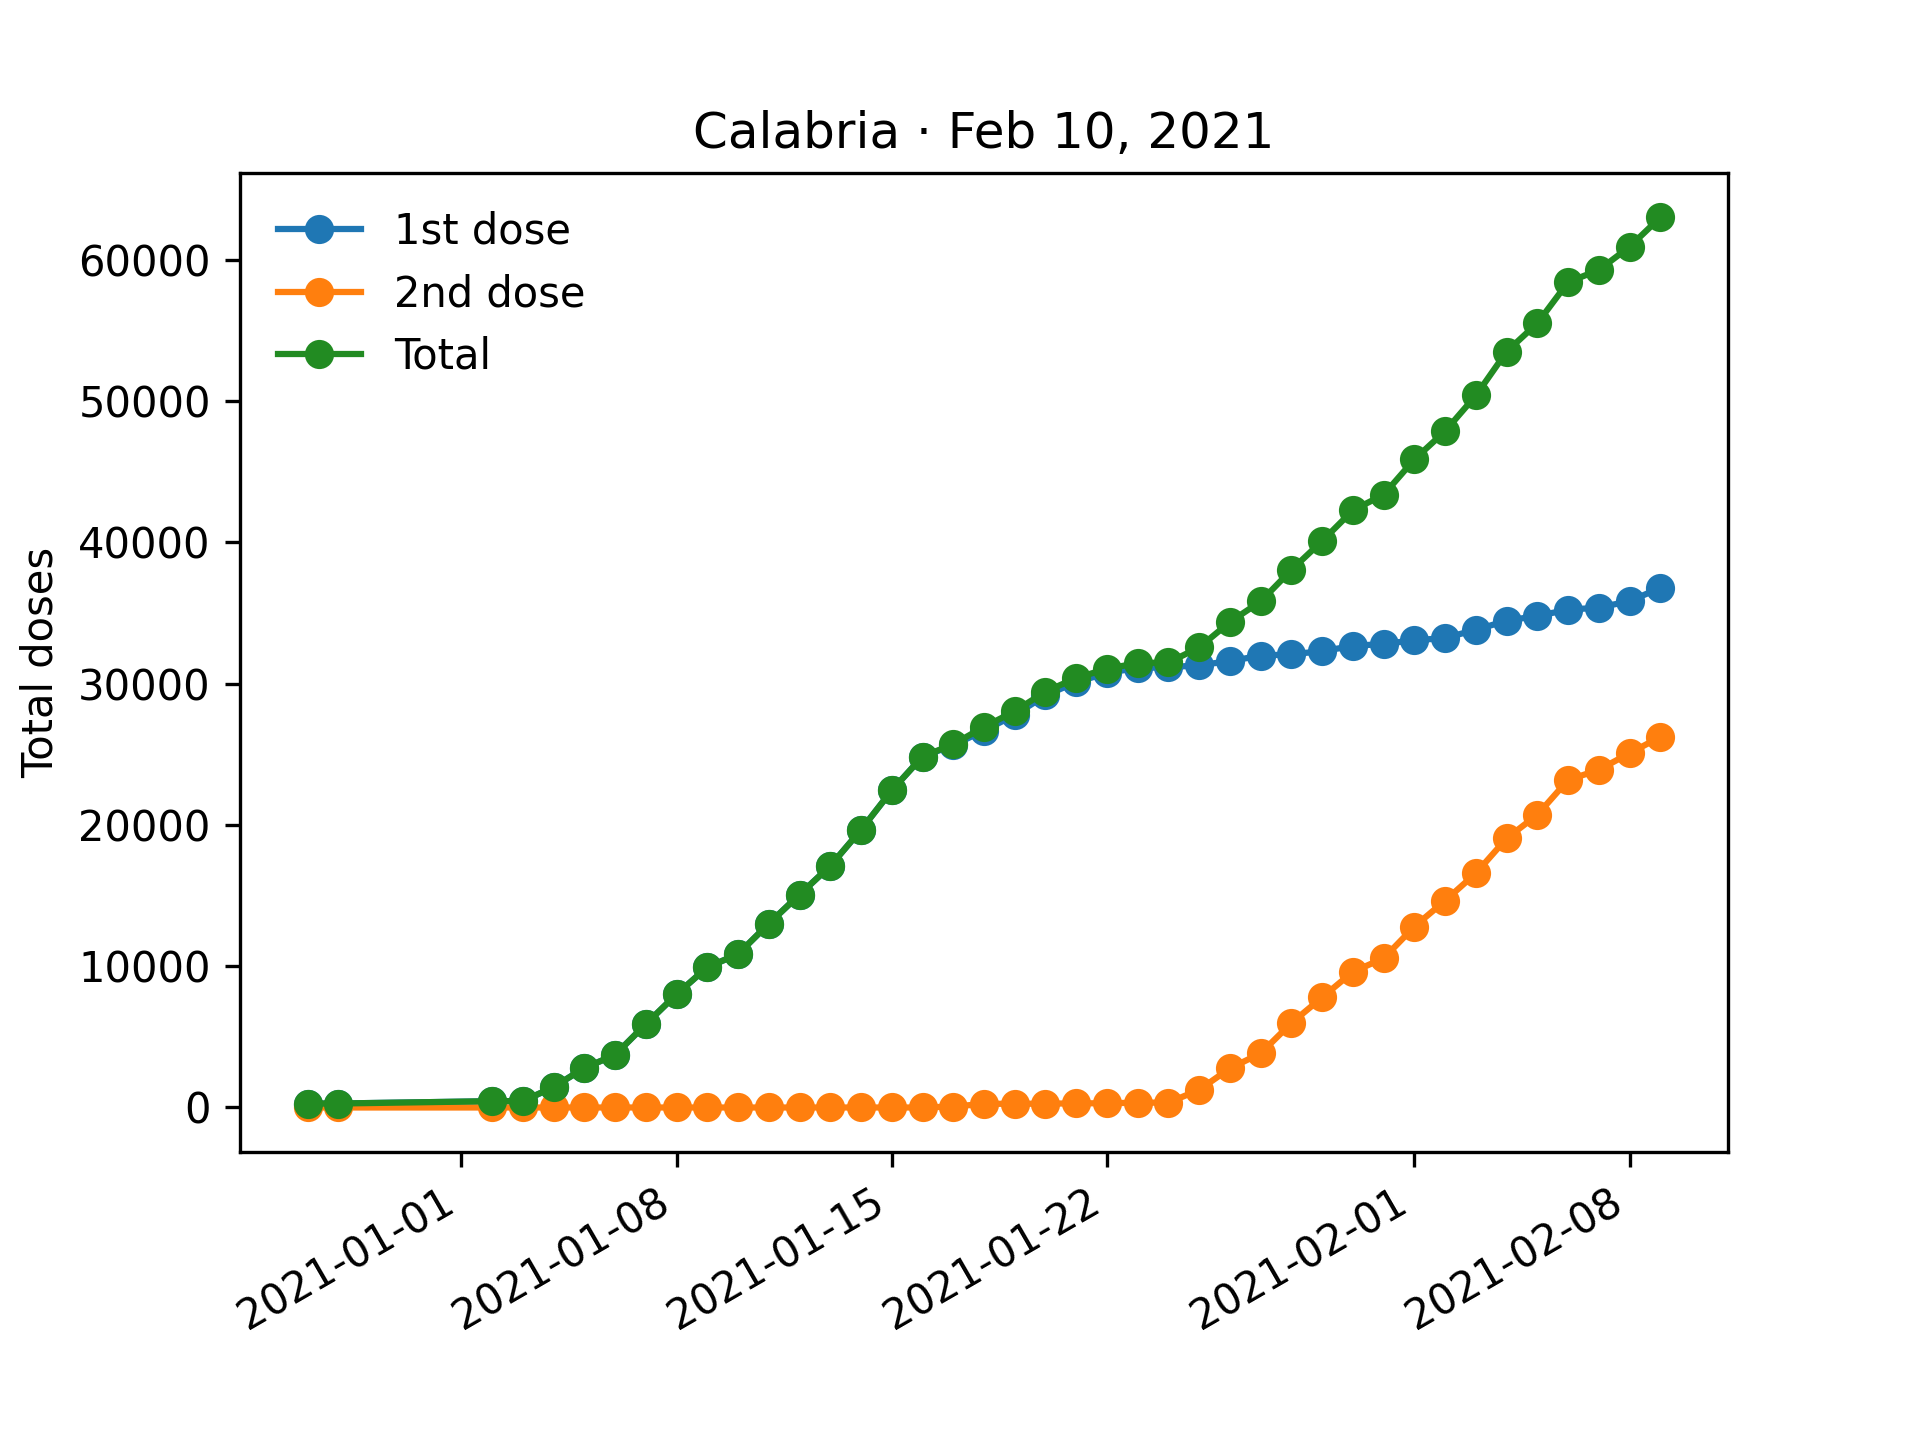 Calabria · Feb 10, 2021
1st dose
2nd dose
Total
Total doses
60000
50000
40000
30000
20000
10000
0
2021-01-01
2021-01-08
2021-01-15
2021-01-22
2021-02-01
2021-02-08